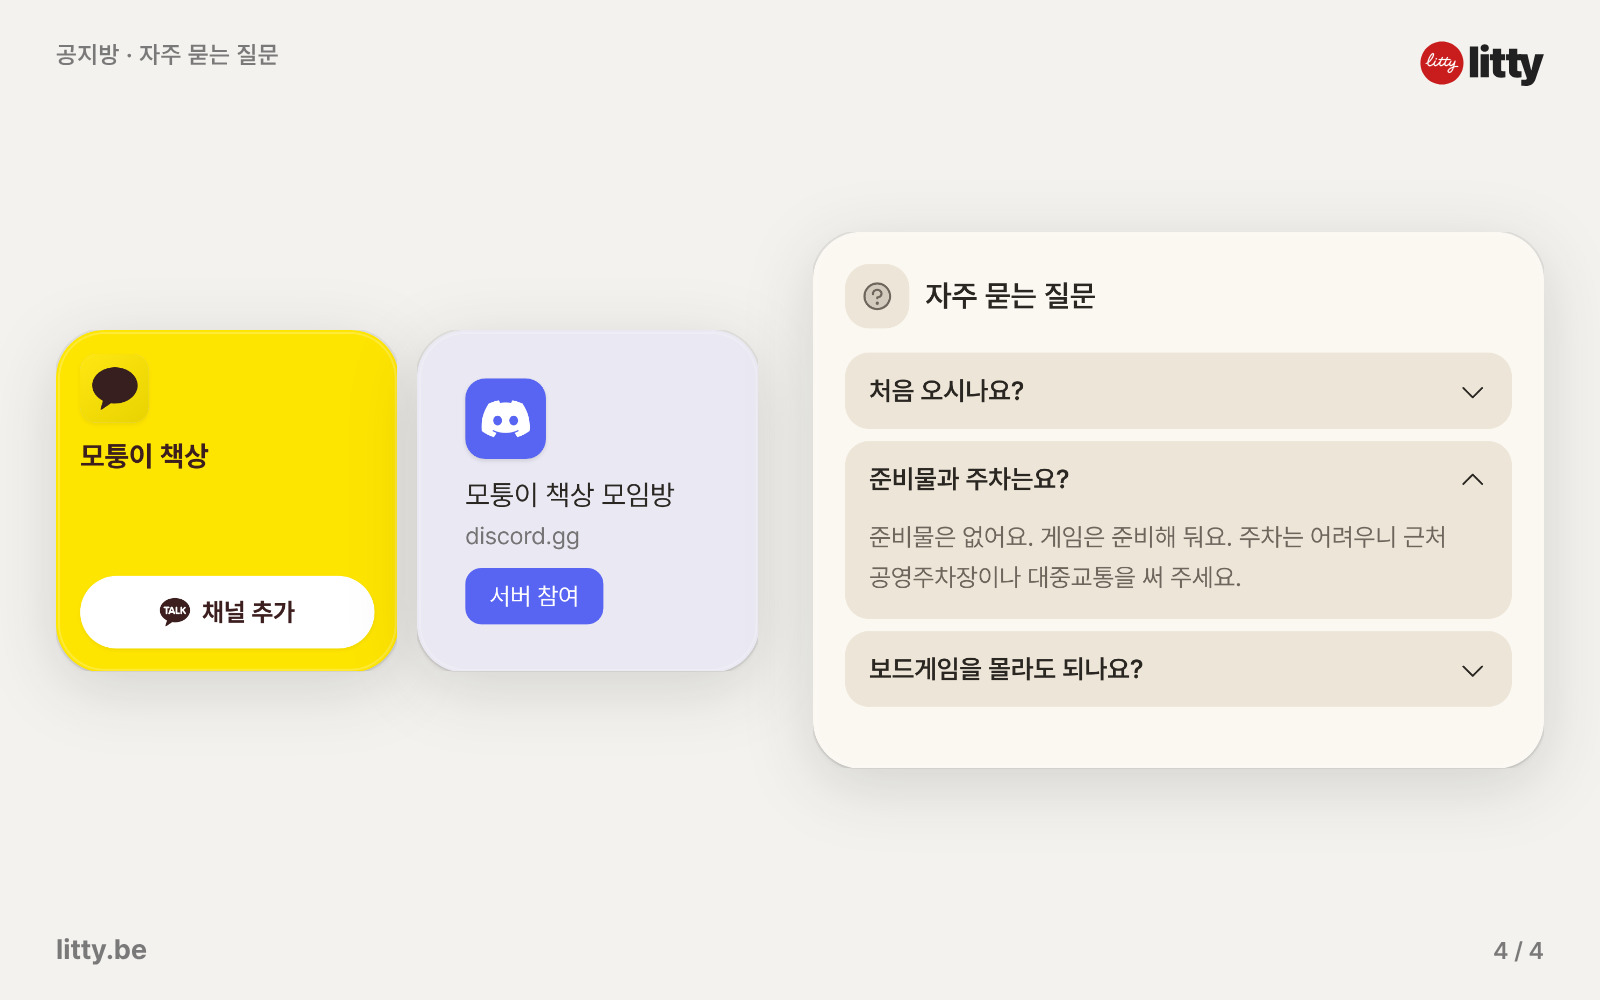 공지방 · 자주 묻는 질문
litty litty
모퉁이 책상
TALK 채널 추가
모퉁이 책상 모임방
discord.gg
서버 참여
자주 묻는 질문
처음 오시나요?
준비물과 주차는요?
준비물은 없어요. 게임은 준비해 둬요. 주차는 어려우니 근처
공영주차장이나 대중교통을 써 주세요.
보드게임을 몰라도 되나요?
litty.be
4 / 4